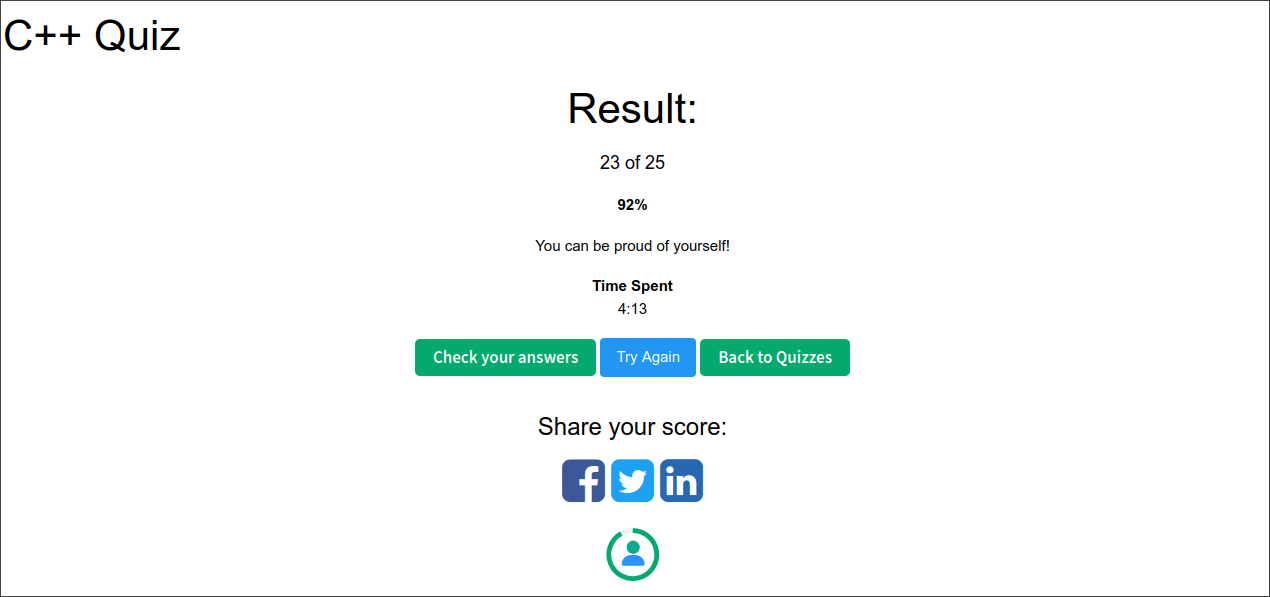 C++ Quiz
Result:
23 of 25
92%
You can be proud of yourself!
Time Spent
4:13
Check your answers Try Again Back to Quizzes
Share your score:
f in